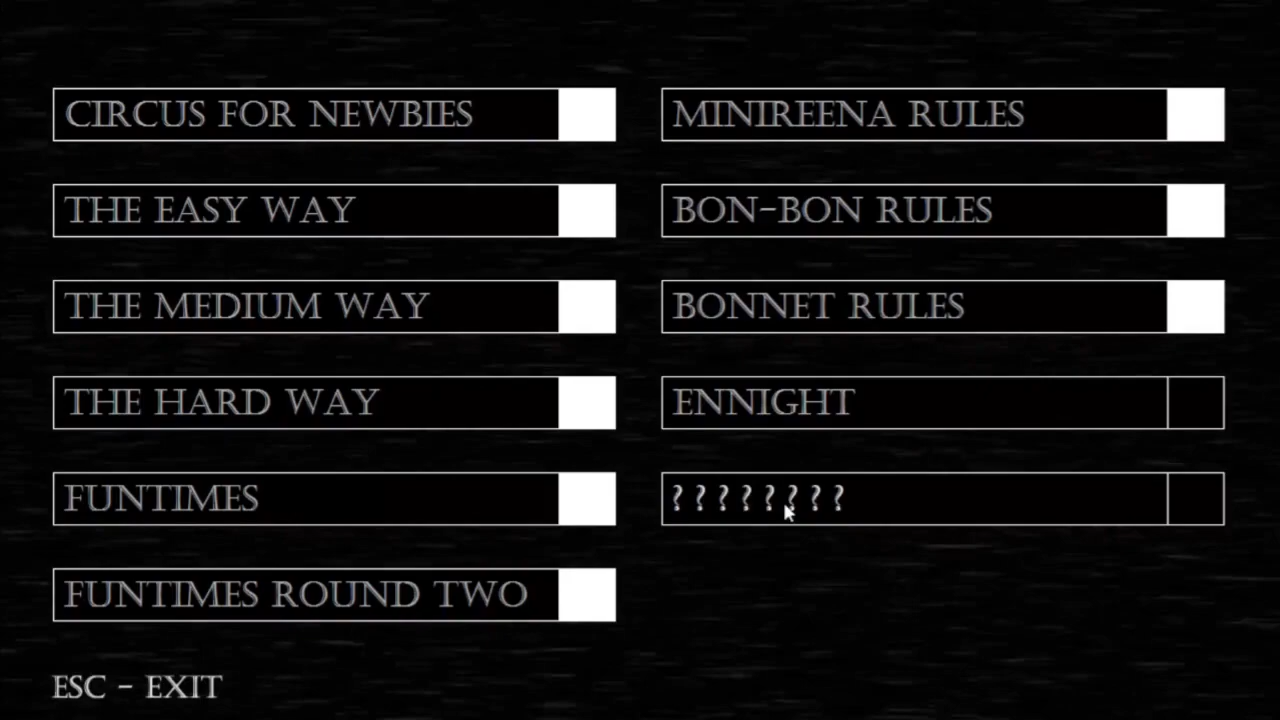 CIRCUS FOR NEWBIES
THE EASY WAY
THE MEDIUM WAY
THE HARD WAY
FUNTIMES
FUNTIMES ROUND TWO
MINIREENA RULES
BON-BON RULES
BONNET RULES
ENNIGHT
? ? ? ? ? ? ? ?
ESC - EXIT